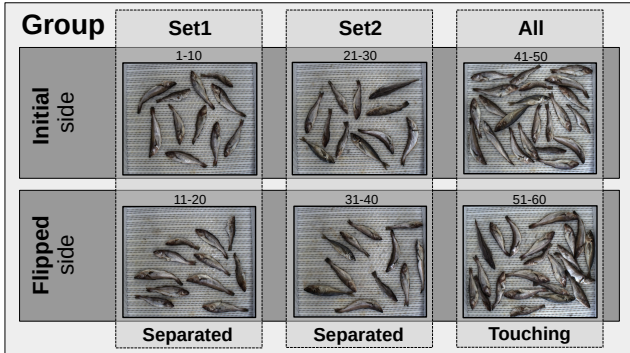 Group Set1 Set2 All
1-10 21-30 41-50
Initial side
11-20 31-40 51-60
Flipped side
Separated Separated Touching